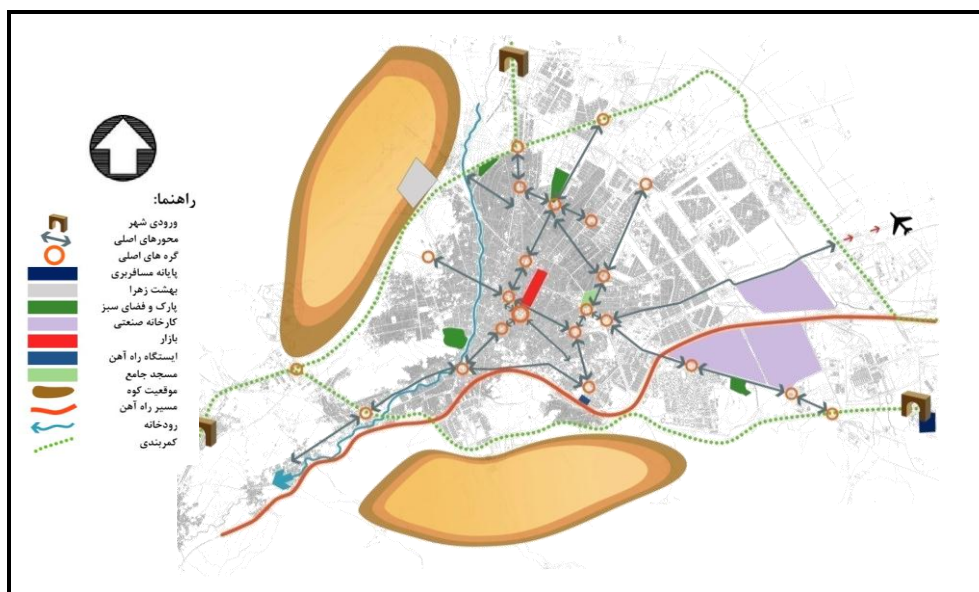 راهنما:
ورودی شهر
محورهای اصلی
گره های اصلی
پایانه مسافربری
بهشت زهرا
پارک و فضای سبز
کارخانه صنعتی
بازار
ایستگاه راه آهن
مسجد جامع
موقعیت کوه
مسیر راه آهن
رودخانه
کمربندی